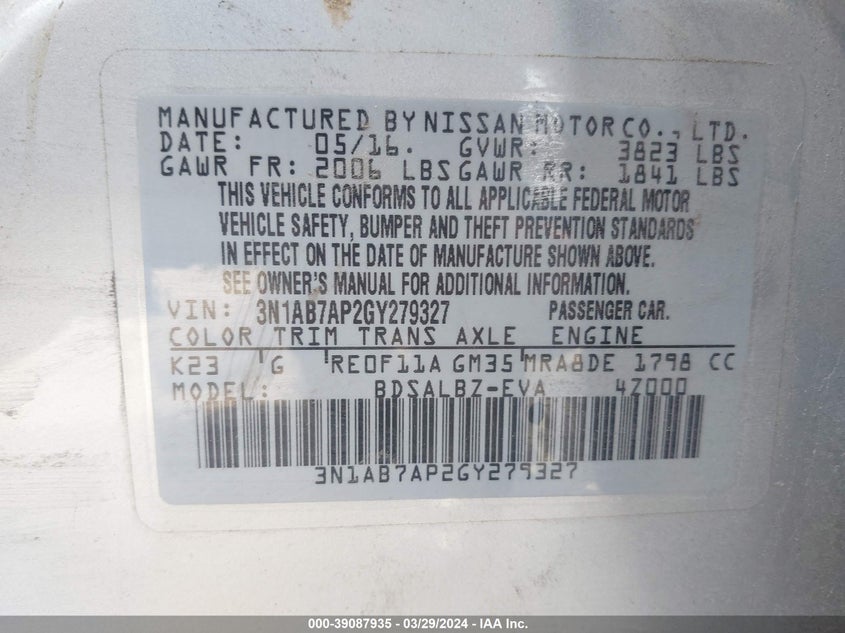 MANUFACTURED BY NISSAN MOTOR CO., LTD.
DATE: 05/16. GVWR: 3823 LBS
GAWR FR: 2006 LBS GAWR RR: 1841 LBS
THIS VEHICLE CONFORMS TO ALL APPLICABLE FEDERAL MOTOR
VEHICLE SAFETY, BUMPER AND THEFT PREVENTION STANDARDS
IN EFFECT ON THE DATE OF MANUFACTURE SHOWN ABOVE.
SEE OWNER'S MANUAL FOR ADDITIONAL INFORMATION.
VIN: 3N1AB7AP2GY279327 PASSENGER CAR.
COLOR TRIM TRANS AXLE ENGINE
K23 'G 'RE0F11A GM35'MRA8DE 1798 CC
MODEL: BDSALBZ-EVA 4Z000
3N1AB7AP2GY279327
000-39087935 - 03/29/2024 - IAA Inc.